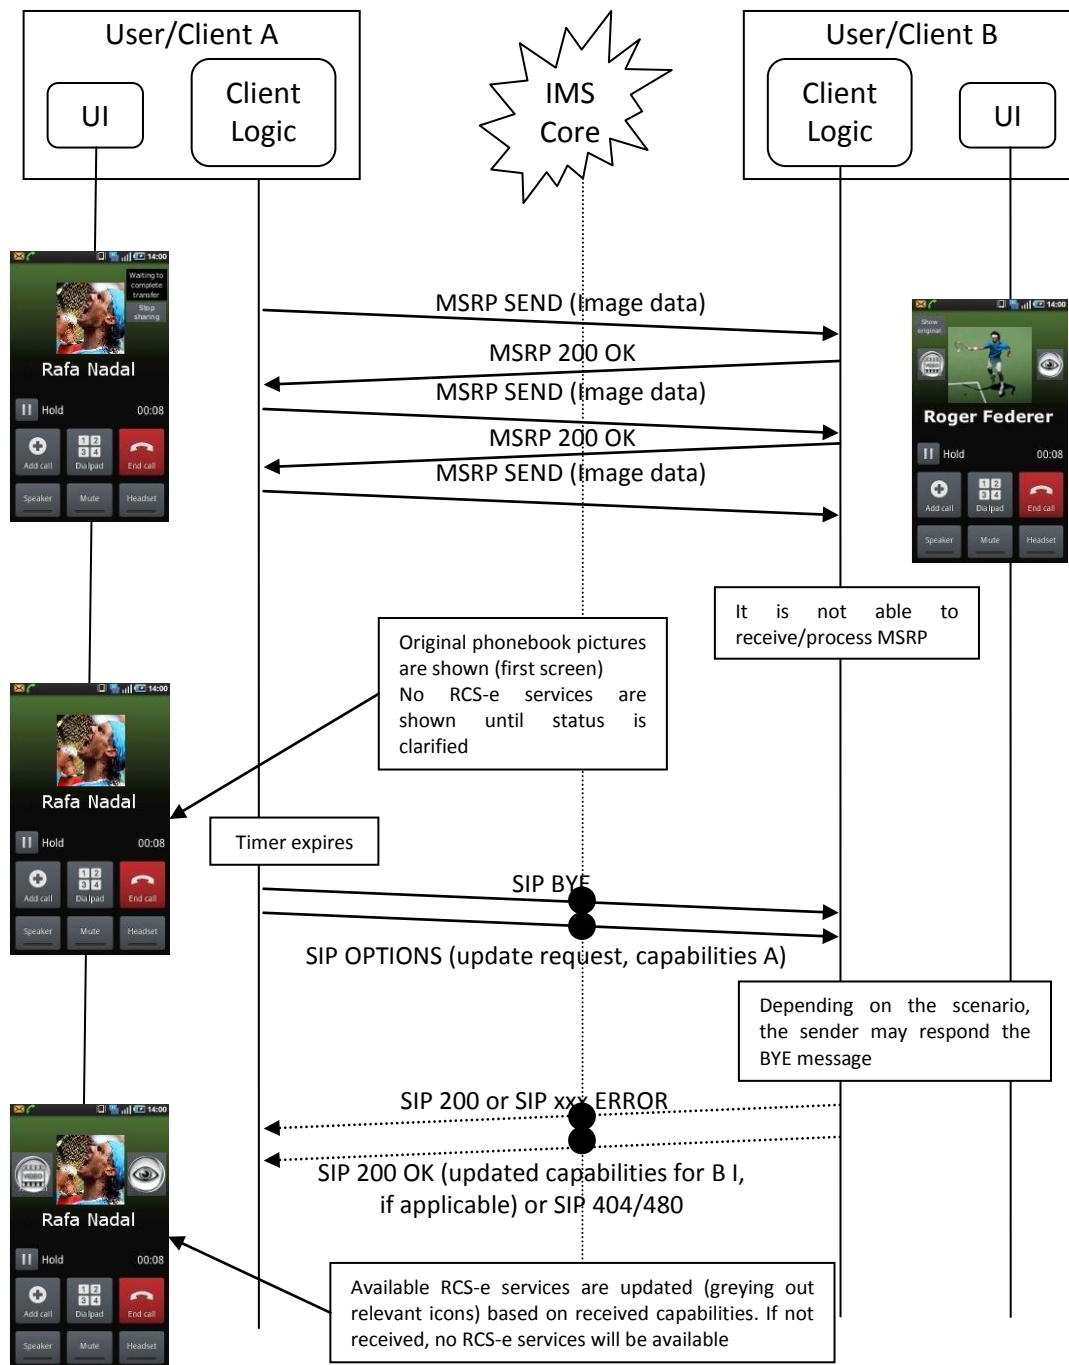 User/Client A
User/Client B
UI
Client
Logic
IMS
Core
Client
Logic
UI
14:00
Waiting to
complete
transfer
Stop
sharing
Rafa Nadal
Hold 00:08
Add call Dialpad End call
Speaker Mute Headset
MSRP SEND (Image data)
MSRP 200 OK
MSRP SEND (Image data)
MSRP 200 OK
MSRP SEND (Image data)
14:00
Show
original
Roger Federer
Hold 00:08
Add call Dialpad End call
Speaker Mute Headset
It is not able to
receive/process MSRP
Original phonebook pictures
are shown (first screen)
No RCS-e services are
shown until status is
clarified
14:00
Rafa Nadal
Hold 00:08
Add call Dialpad End call
Speaker Mute Headset
Timer expires
SIP BYE
SIP OPTIONS (update request, capabilities A)
Depending on the scenario,
the sender may respond the
BYE message
SIP 200 or SIP xxx ERROR
SIP 200 OK (updated capabilities for B I,
if applicable) or SIP 404/480
14:00
VIDEO
Rafa Nadal
Hold 00:08
Add call Dialpad End call
Speaker Mute Headset
Available RCS-e services are updated (greying out
relevant icons) based on received capabilities. If not
received, no RCS-e services will be available